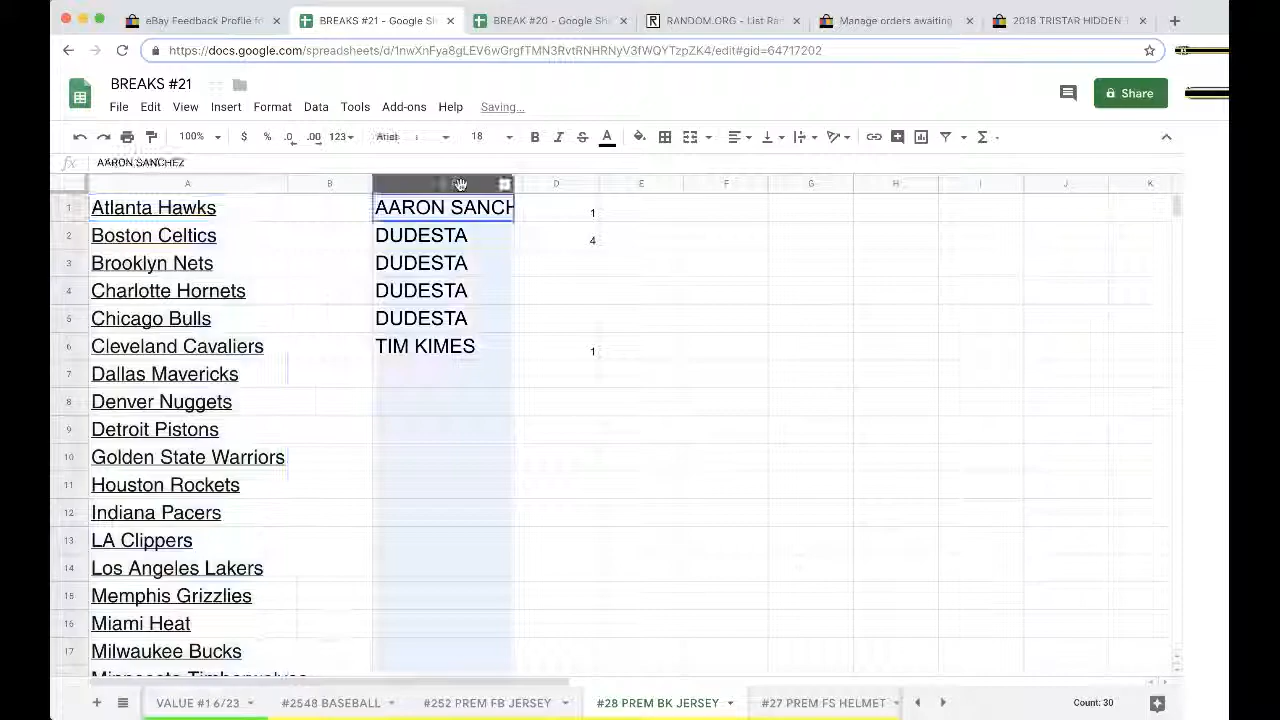 eBay Feedback Profile fo
BREAKS #21 - Google Sh
BREAK #20 - Google Sh
RANDOM.ORG - List
Manage orders awaiting
2018 TRISTAR HIDDEN T
BREAKS #21
File Edit View Insert Format Data Tools Add-ons Help Saving...
Share
100% $ % .0 .00 123 Arial 18 B I S A
fx AARON SANCHEZ
A B D E F G H I J K
1 Atlanta Hawks AARON SANCH 1
2 Boston Celtics DUDESTA 4
3 Brooklyn Nets DUDESTA
4 Charlotte Hornets DUDESTA
5 Chicago Bulls DUDESTA
6 Cleveland Cavaliers TIM KIMES 1
7 Dallas Mavericks
8 Denver Nuggets
9 Detroit Pistons
10 Golden State Warriors
11 Houston Rockets
12 Indiana Pacers
13 LA Clippers
14 Los Angeles Lakers
15 Memphis Grizzlies
16 Miami Heat
17 Milwaukee Bucks
VALUE #1 6/23 #2548 BASEBALL #28 PREM BK JERSEY #27 PREM FS HELMET Count: 30